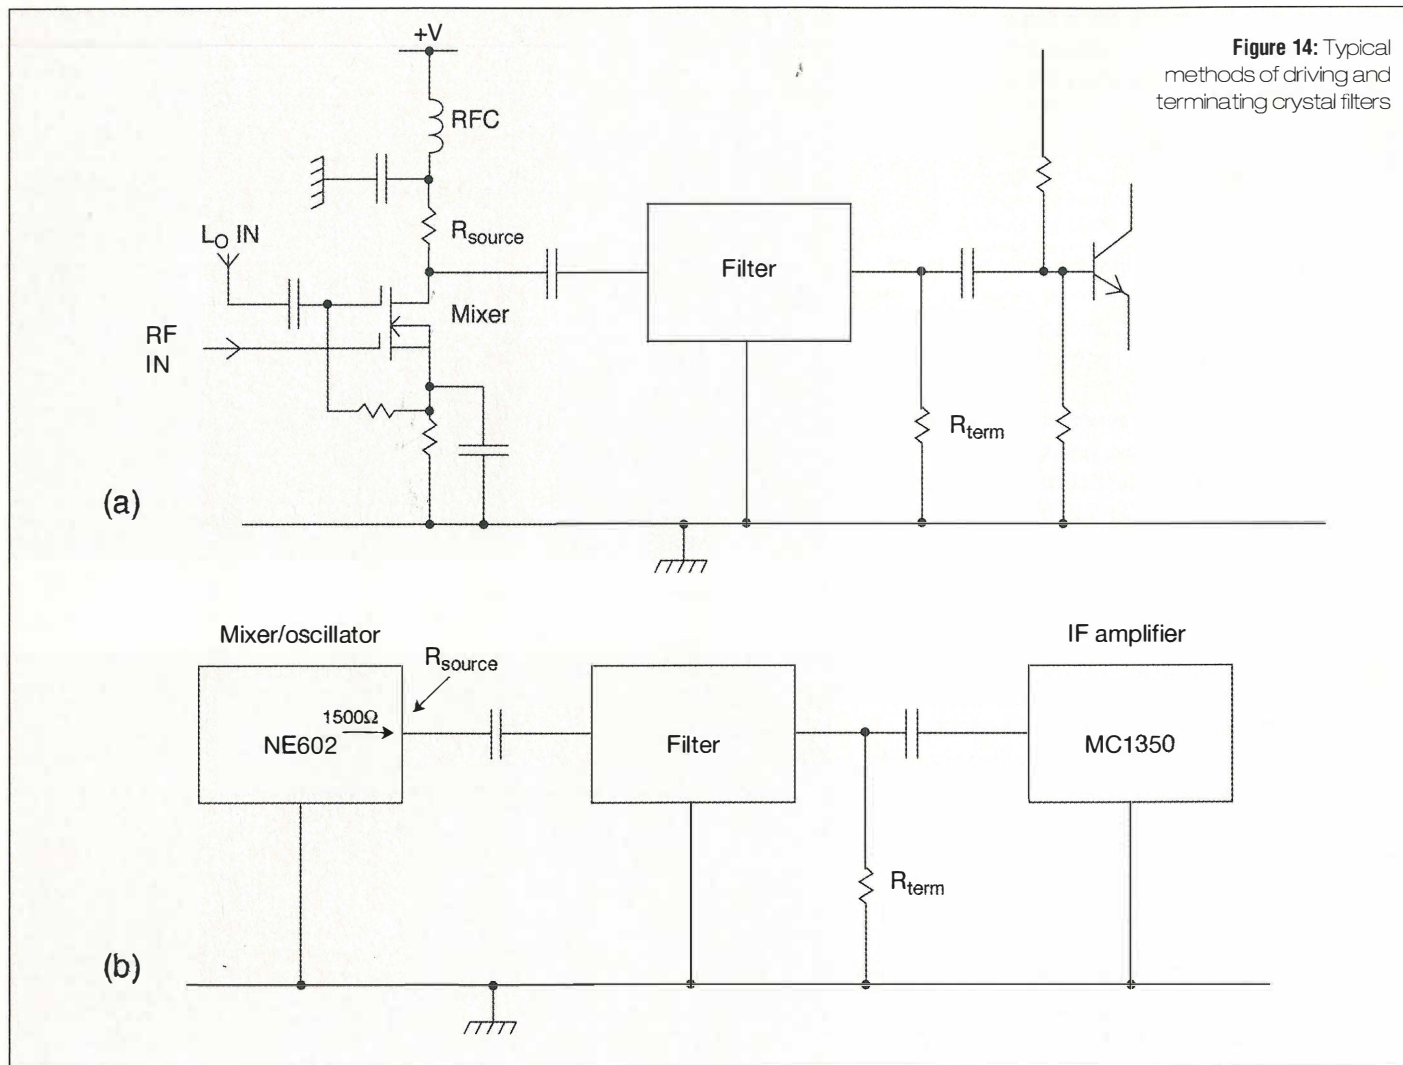 Figure 14: Typical
methods of driving and
terminating crystal filters
+V
RFC
Rsource
LO IN
Mixer
RF
IN
Filter
Rterm
(a)
Mixer/oscillator
Rsource
1500Ω
NE602
Filter
IF amplifier
MC1350
Rterm
(b)